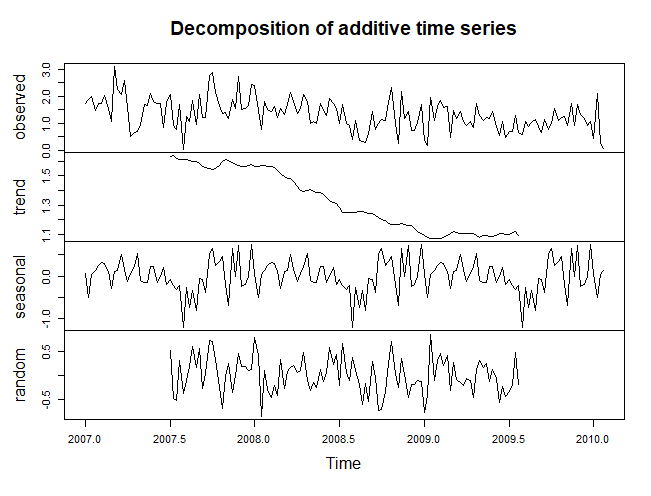 Decomposition of additive time series
observed
0.0 1.0 2.0 3.0
trend
1.1 1.3 1.5
seasonal
-1.0 0.0
random
-0.5 0.5
2007.0 2007.5 2008.0 2008.5 2009.0 2009.5 2010.0
Time